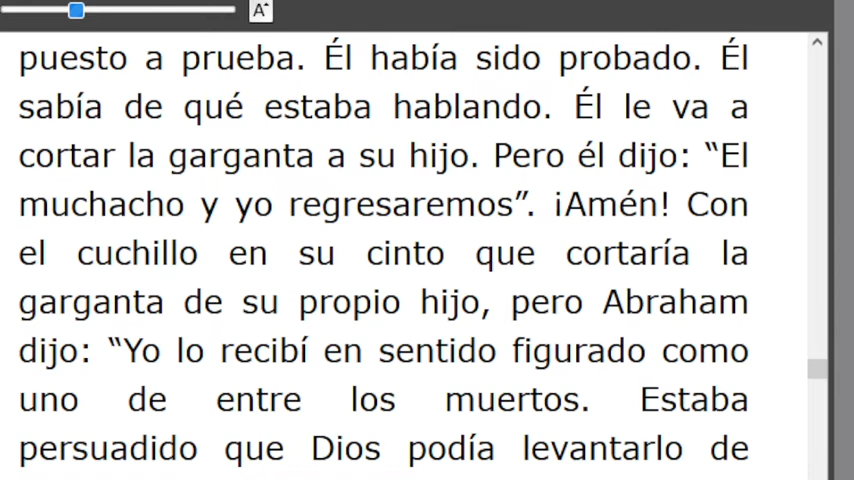 A
puesto a prueba. Él había sido probado. Él
sabía de qué estaba hablando. Él le va a
cortar la garganta a su hijo. Pero él dijo: “El
muchacho y yo regresaremos”. ¡Amén! Con
el cuchillo en su cinto que cortaría la
garganta de su propio hijo, pero Abraham
dijo: “Yo lo recibí en sentido figurado como
uno de entre los muertos. Estaba
persuadido que Dios podía levantarlo de